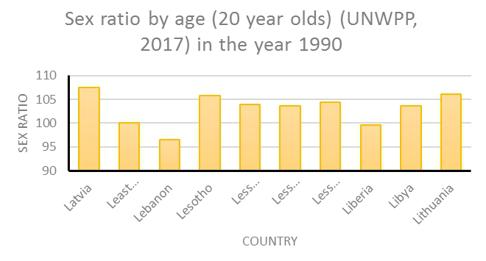 Sex ratio by age (20 year olds) (UNWPP,
2017) in the year 1990
110
105
100
95
90
SEX RATIO
Latvia
Least...
Lebanon
Lesotho
Less...
Less...
Less...
Liberia
Libya
Lithuania
COUNTRY